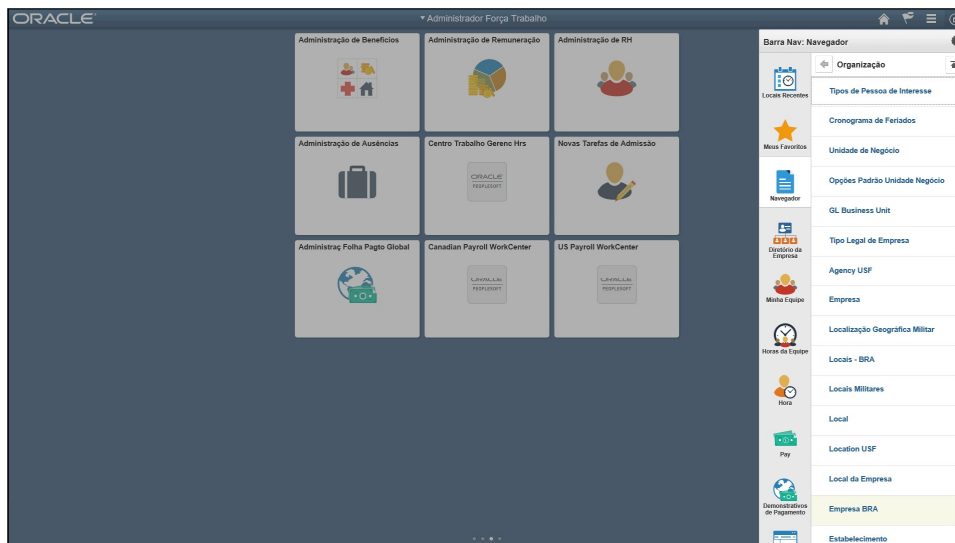 ORACLE
Administrador Força Trabalho
Administração de Benefícios
Administração de Remuneração
Administração de RH
Administração de Ausências
Centro Trabalho Gerenc Hrs
ORACLE
PEOPLESOFT
Novas Tarefas de Admissão
Administraç Folha Pagto Global
Canadian Payroll WorkCenter
ORACLE
PEOPLESOFT
US Payroll WorkCenter
ORACLE
PEOPLESOFT
Barra Nav: Navegador
Locais Recentes
Meus Favoritos
Navegador
Diretório da
Empresa
Minha Equipe
Horas da Equipe
Hora
Pay
Demonstrativos
de Pagamento
Organização
Tipos de Pessoa de Interesse
Cronograma de Feriados
Unidade de Negócio
Opções Padrão Unidade Negócio
GL Business Unit
Tipo Legal de Empresa
Agency USF
Empresa
Localização Geográfica Militar
Locais - BRA
Locais Militares
Local
Location USF
Local da Empresa
Empresa BRA
Estabelecimento